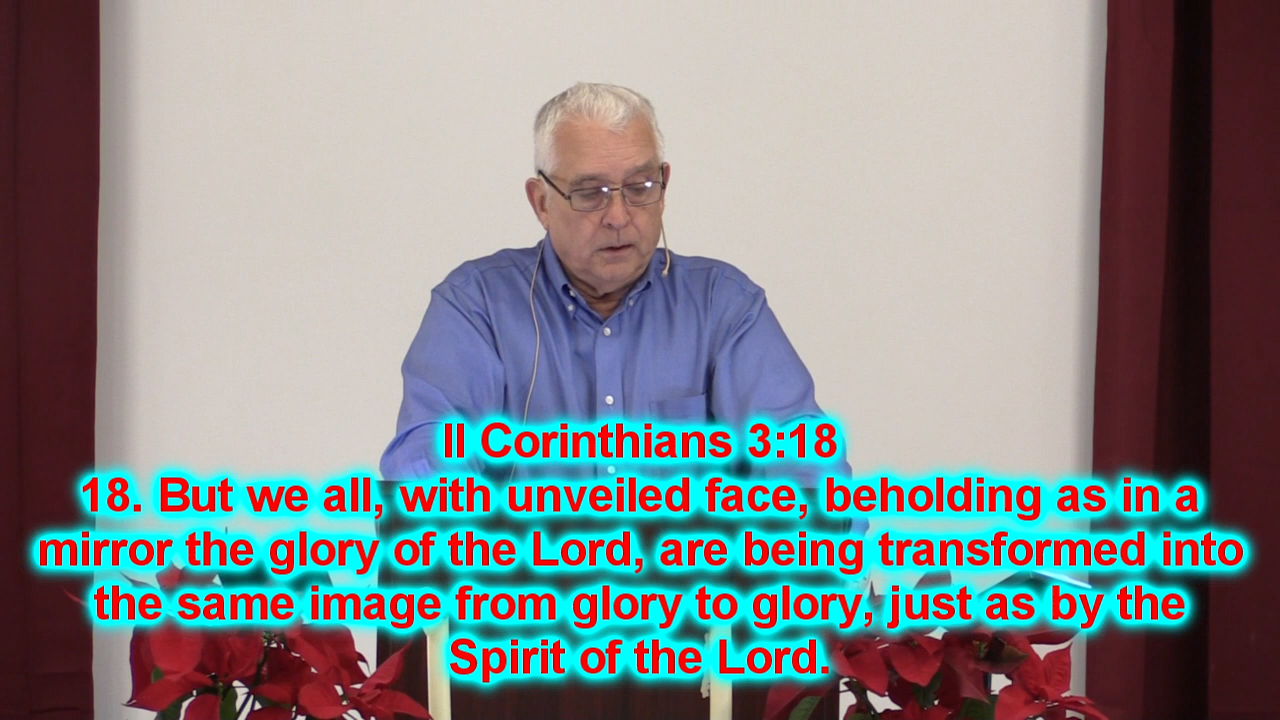 II Corinthians 3:18
18. But we all, with unveiled face, beholding as in a
mirror the glory of the Lord, are being transformed into
the same image from glory to glory, just as by the
Spirit of the Lord.